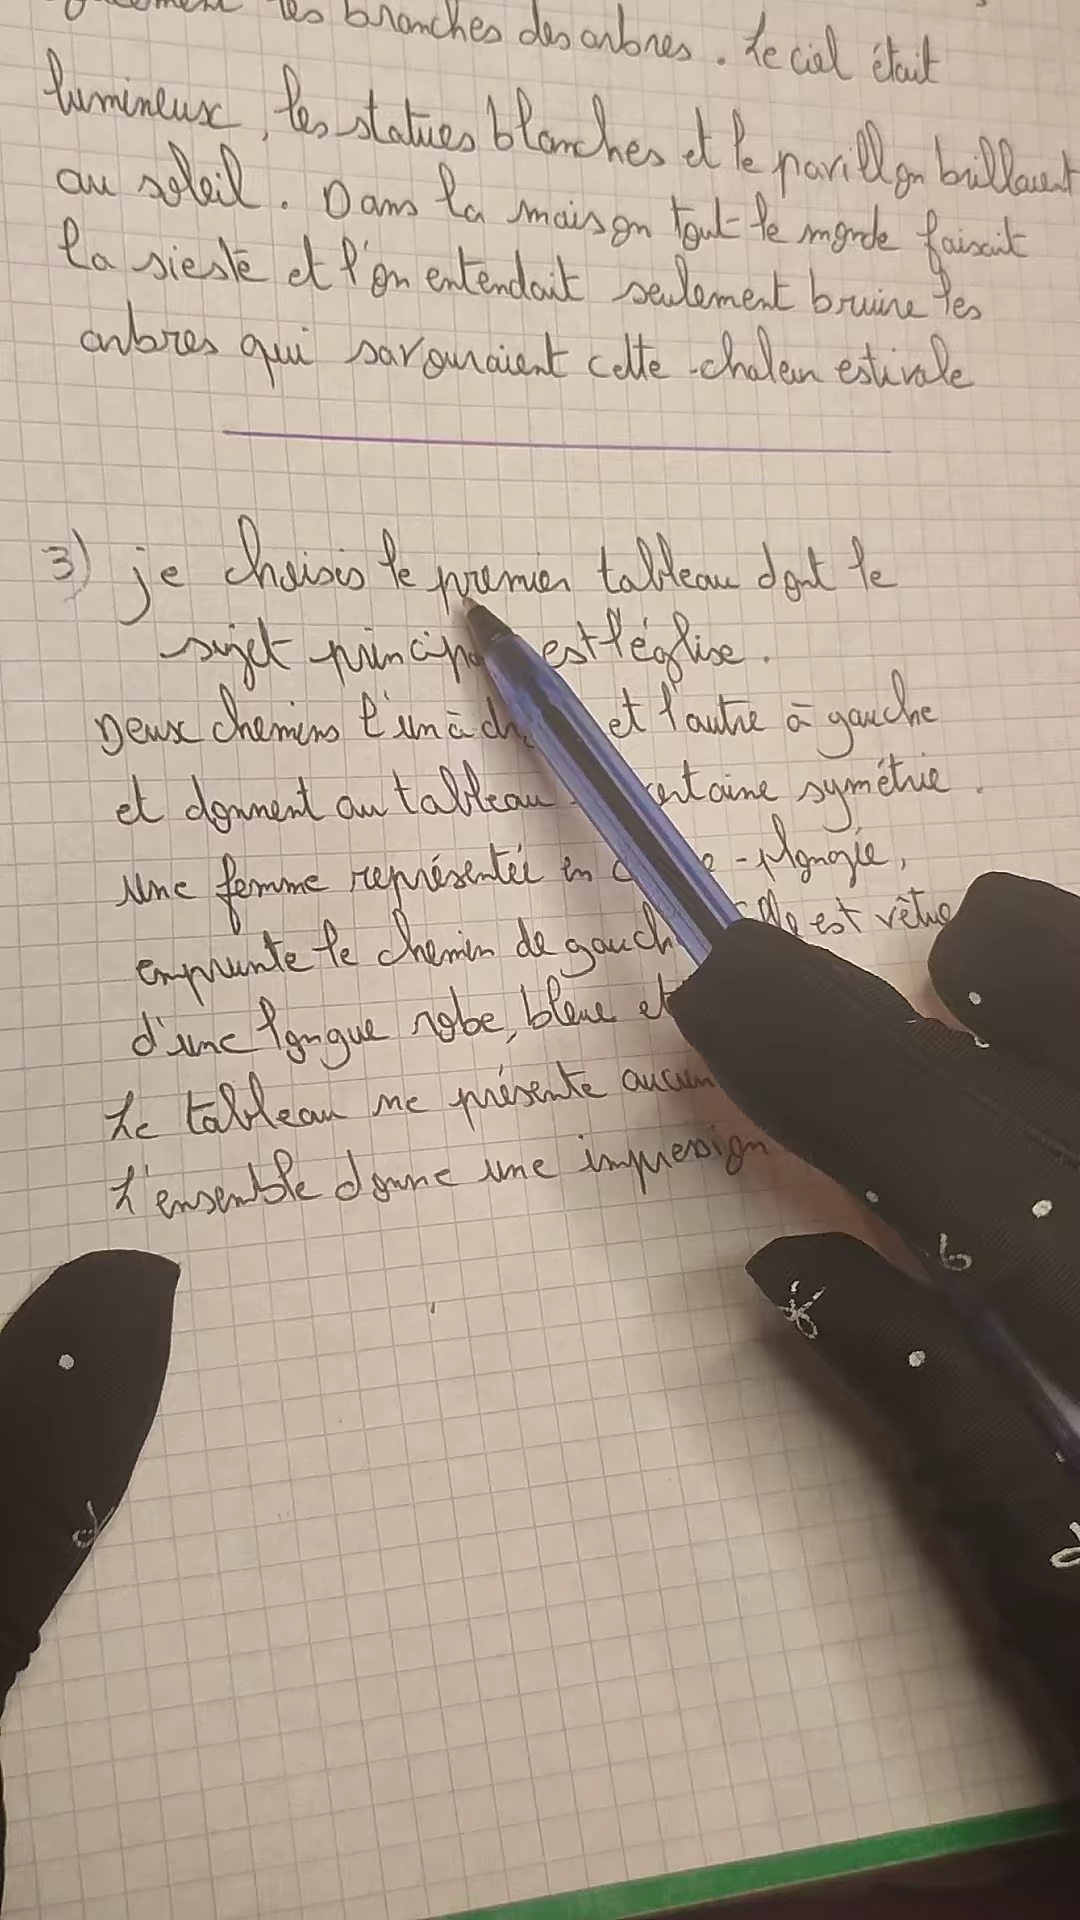 les branches des arbres. Le ciel était
lumineux, les statues blanches et le pavillon brillaient
au soleil. Dans la maison tout le monde faisait
la sieste et l'on entendait seulement bruire les
arbres qui savouraient cette chaleur estivale
3) je choisis le premier tableau dont le
sujet est l'église.
Deux chemins l'un à et l'autre à gauche
et donnent au tableau certaine symétrie.
une femme représentée en -plongée,
emprunte le chemin de est vêtue
d'une longue robe, bleue et
Le tableau ne présente aucun
L'ensemble donne une impression